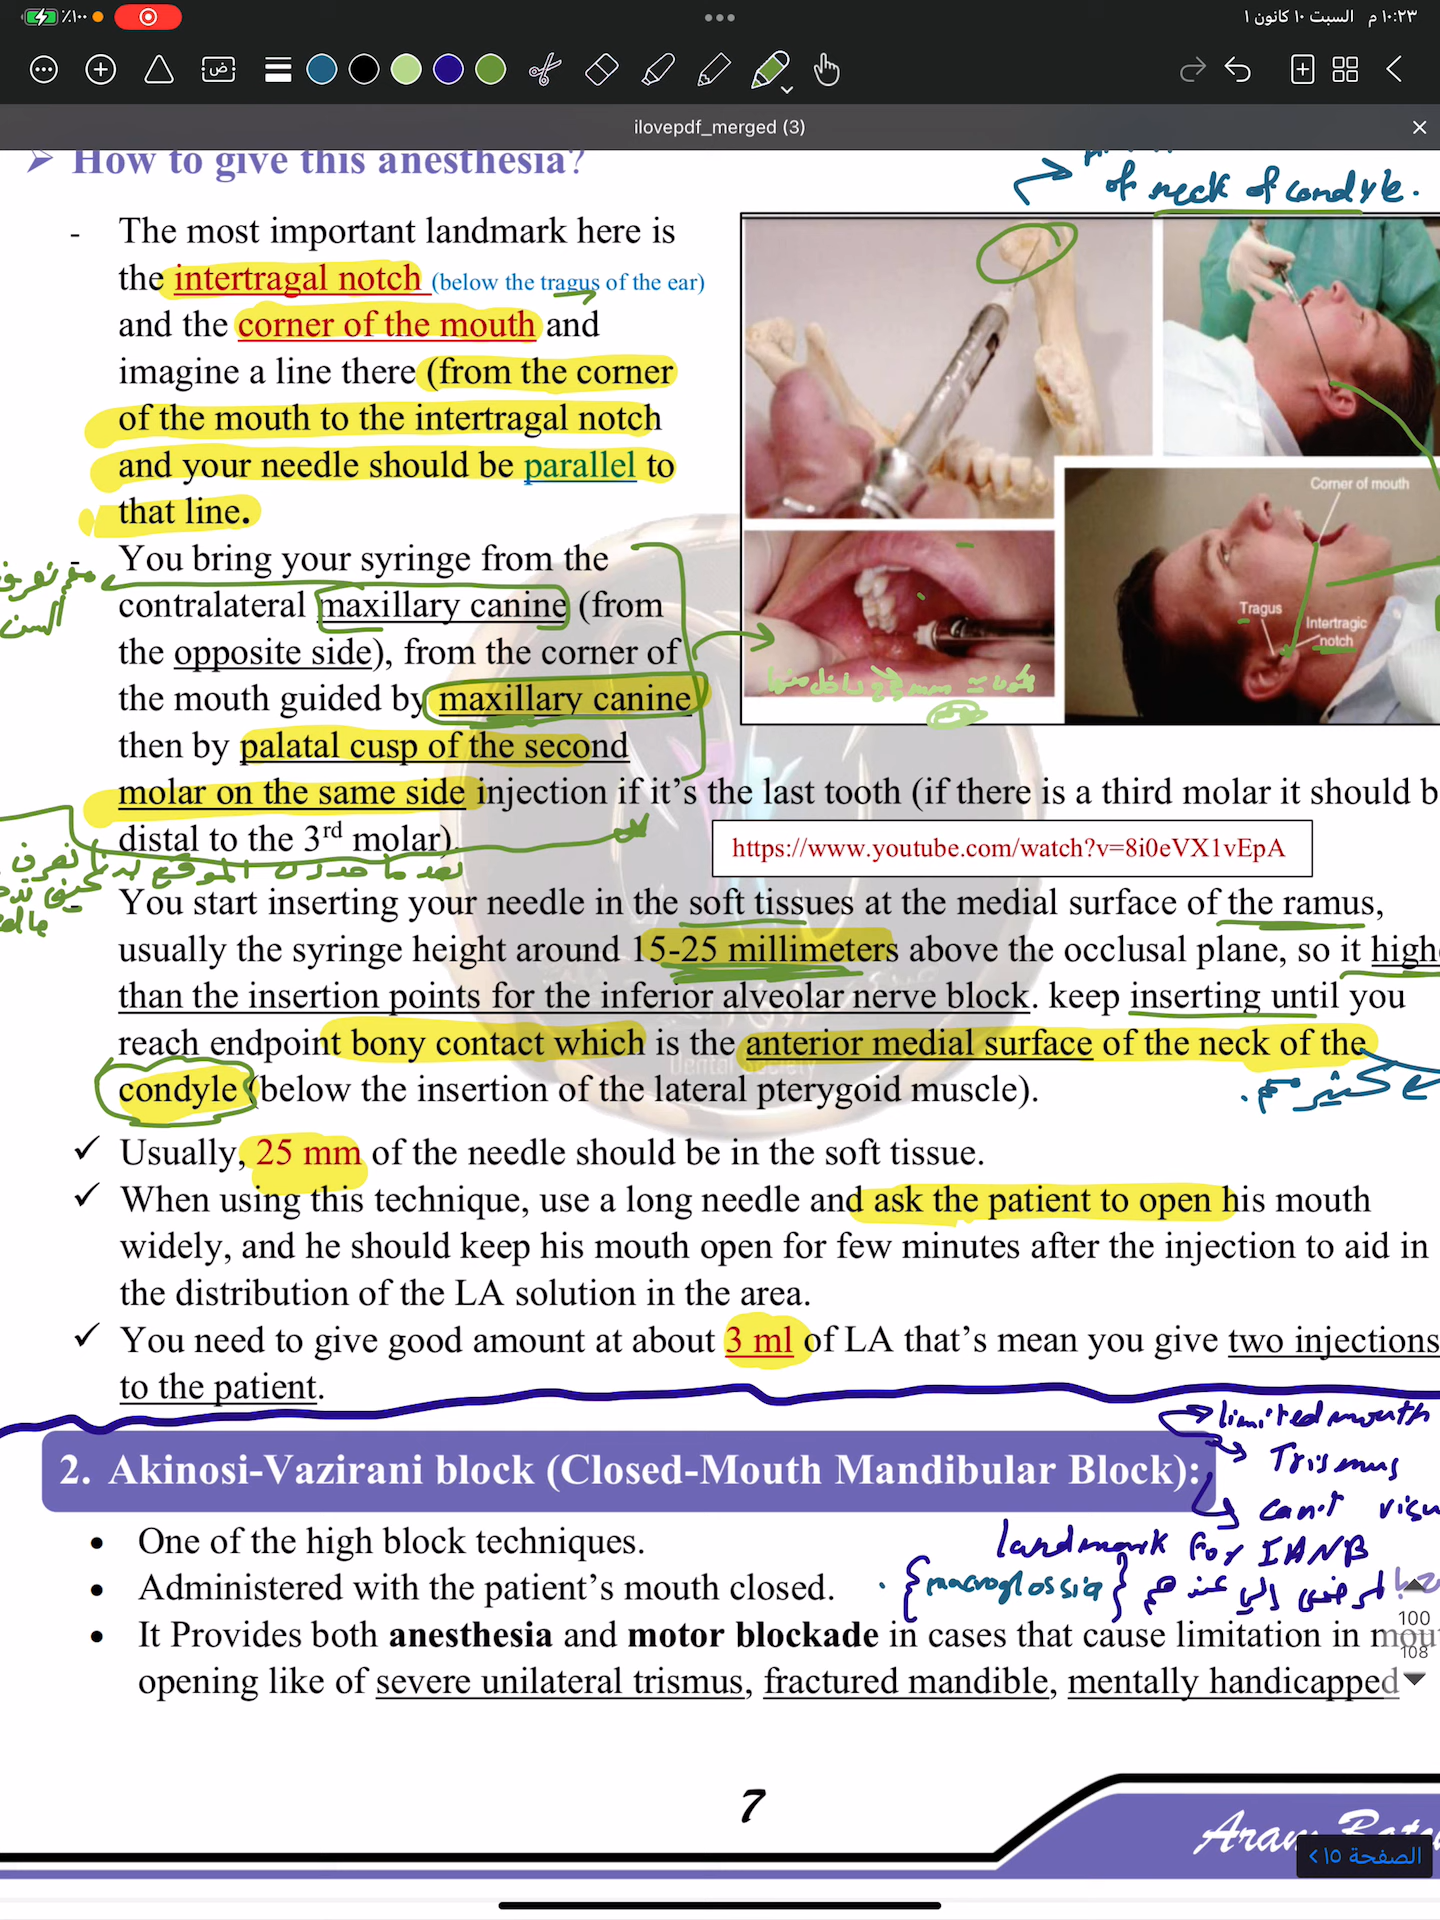 ١٠:٢٣ م السبت ١٠ كانون ١
٪١٠٠
ilovepdf_merged (3)
How to give this anesthesia?
of neck of condyle.
- The most important landmark here is
the intertragal notch (below the tragus of the ear)
and the corner of the mouth and
imagine a line there (from the corner
of the mouth to the intertragal notch
and your needle should be parallel to
that line.
Corner of mouth
Tragus
Intertragic
notch
- You bring your syringe from the
contralateral maxillary canine (from
the opposite side), from the corner of
the mouth guided by maxillary canine
then by palatal cusp of the second
molar on the same side injection if it's the last tooth (if there is a third molar it should b
distal to the 3rd molar).
https://www.youtube.com/watch?v=8i0eVX1vEpA
- You start inserting your needle in the soft tissues at the medial surface of the ramus,
usually the syringe height around 15-25 millimeters above the occlusal plane, so it high
than the insertion points for the inferior alveolar nerve block. keep inserting until you
reach endpoint bony contact which is the anterior medial surface of the neck of the
condyle (below the insertion of the lateral pterygoid muscle).
Dental Society
✓ Usually, 25 mm of the needle should be in the soft tissue.
✓ When using this technique, use a long needle and ask the patient to open his mouth
widely, and he should keep his mouth open for few minutes after the injection to aid in
the distribution of the LA solution in the area.
✓ You need to give good amount at about 3 ml of LA that's mean you give two injections
to the patient.
limited mouth
Trismus
can't
landmark for IANB
{macroglossia}
2. Akinosi-Vazirani block (Closed-Mouth Mandibular Block):
• One of the high block techniques.
• Administered with the patient's mouth closed.
• It Provides both anesthesia and motor blockade in cases that cause limitation in mou
opening like of severe unilateral trismus, fractured mandible, mentally handicapped
100
108
7
Aram
الصفحة ١٥